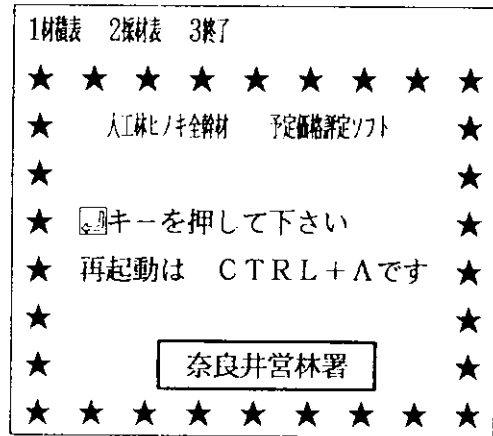 1材積表 2採材表 3終了
★ ★ ★ ★ ★ ★ ★ ★ ★
★ 人工林ヒノキ全幹材 予定価格評定ソフト ★
★ ★
★ キーを押して下さい ★
★ 再起動は CTRL+Aです ★
★ ★
★ 奈良井営林署 ★
★ ★ ★ ★ ★ ★ ★ ★ ★